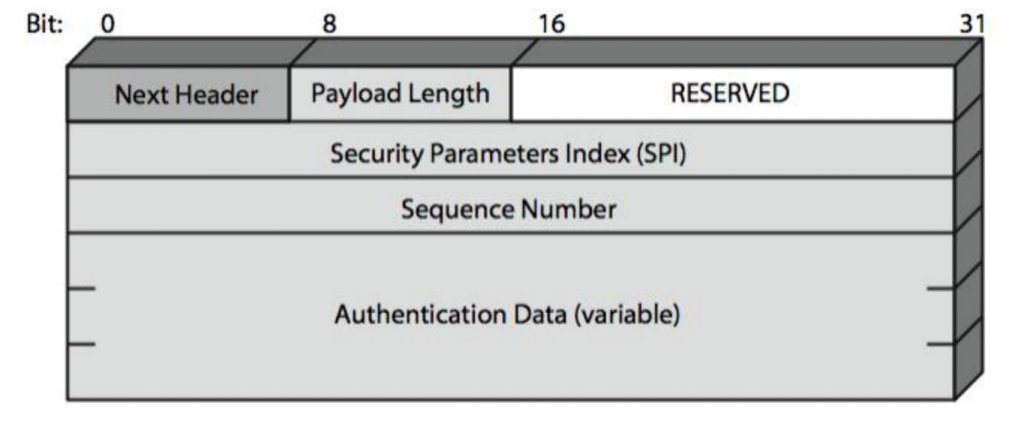 Bit: 0 8 16 31
Next Header Payload Length RESERVED
Security Parameters Index (SPI)
Sequence Number
Authentication Data (variable)